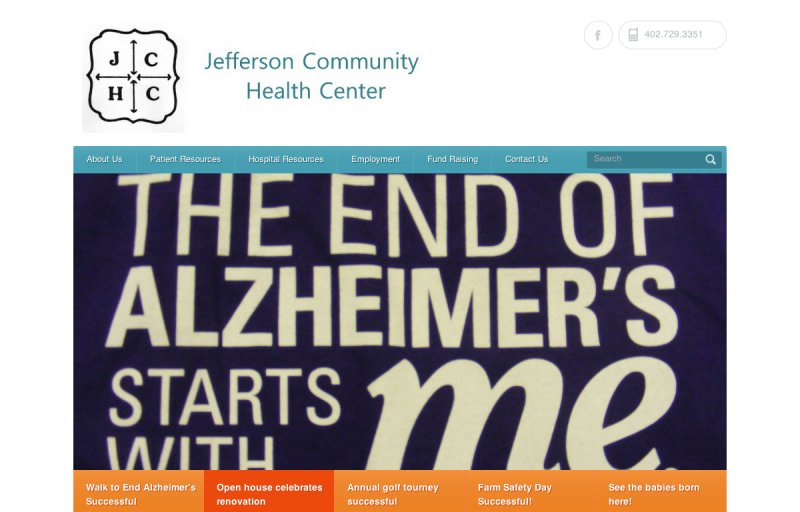 J C
H C
Jefferson Community
Health Center
f
402.729.3351
About Us
Patient Resources
Hospital Resources
Employment
Fund Raising
Contact Us
Search
THE END OF
ALZHEIMER'S
STARTS
WITH
me.
Walk to End Alzheimer's
Successful
Open house celebrates
renovation
Annual golf tourney
successful
Farm Safety Day
Successful!
See the babies born
here!